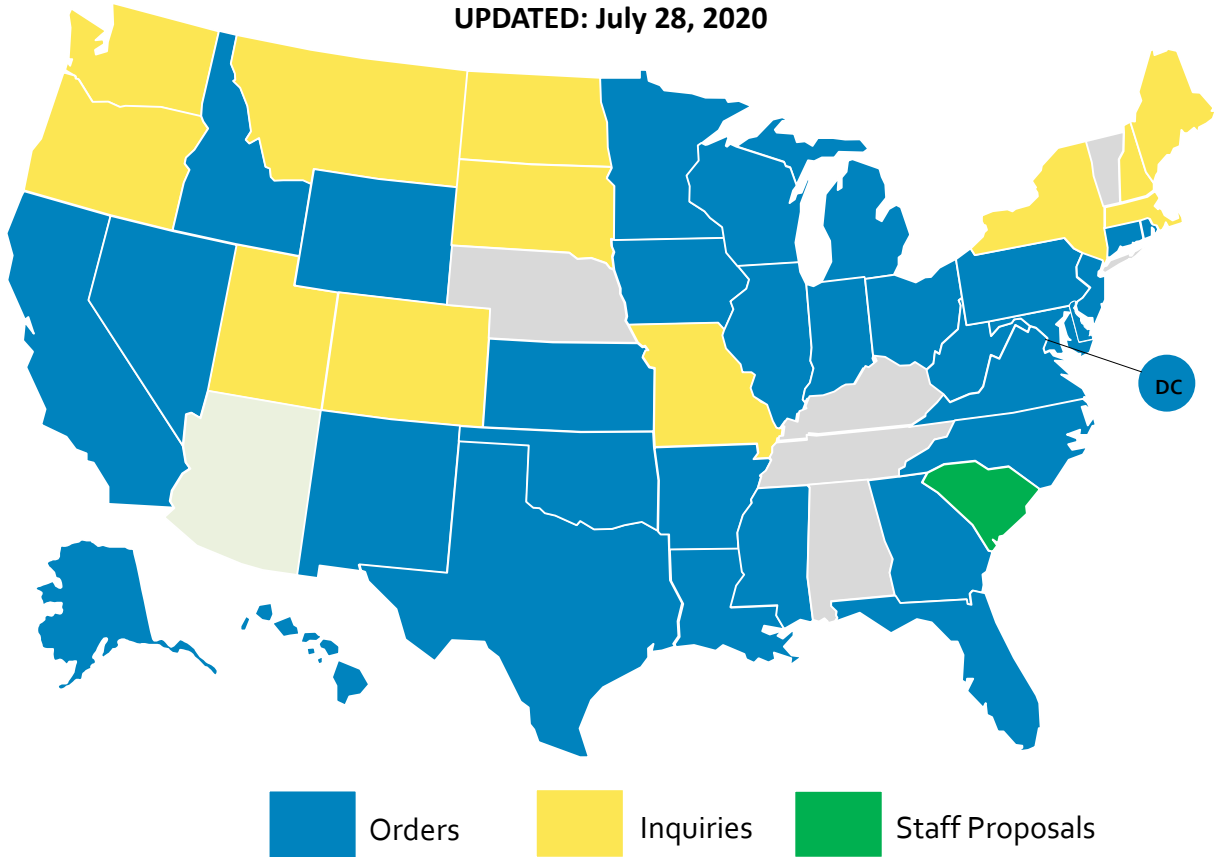 UPDATED: July 28, 2020
DC
Orders
Inquiries
Staff Proposals